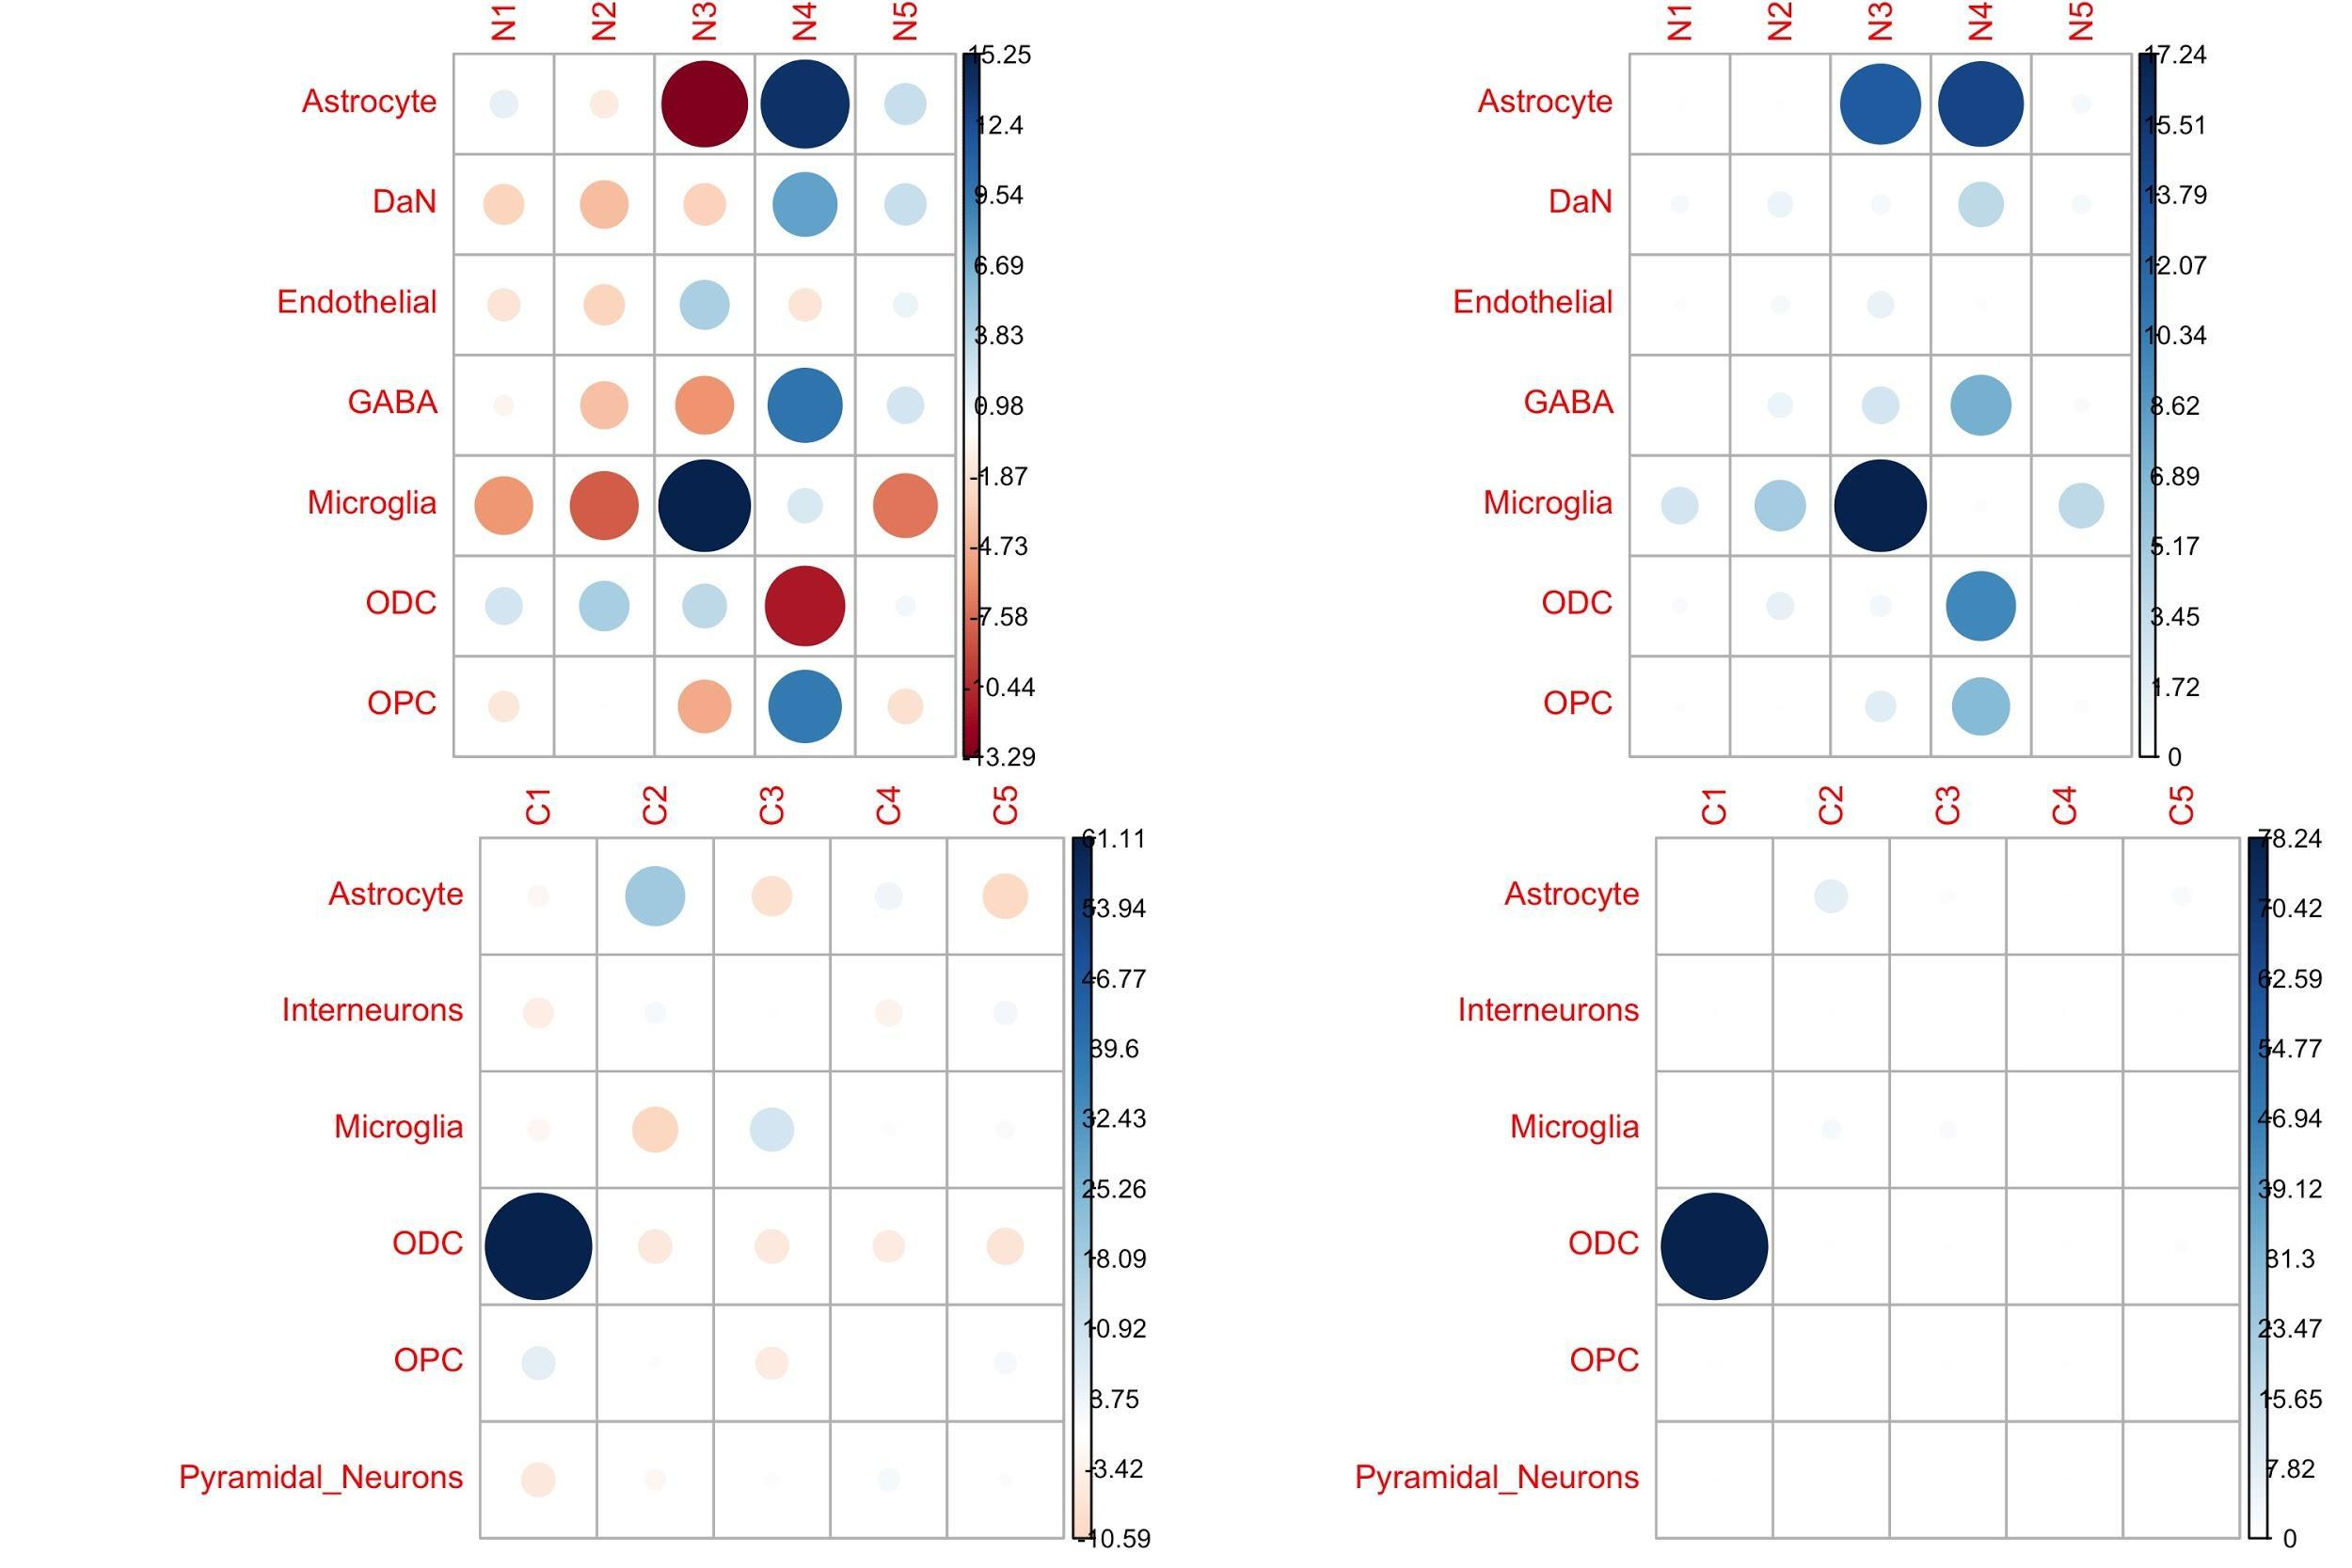 N1 N2 N3 N4 N5
Astrocyte
DaN
Endothelial
GABA
Microglia
ODC
OPC
15.25
12.4
9.54
6.69
3.83
0.98
-1.87
-4.73
-7.58
-10.44
-13.29
N1 N2 N3 N4 N5
Astrocyte
DaN
Endothelial
GABA
Microglia
ODC
OPC
17.24
15.51
13.79
12.07
10.34
8.62
6.89
5.17
3.45
1.72
0
C1 C2 C3 C4 C5
Astrocyte
Interneurons
Microglia
ODC
OPC
Pyramidal_Neurons
61.11
53.94
46.77
39.6
32.43
25.26
18.09
10.92
3.75
-3.42
-10.59
C1 C2 C3 C4 C5
Astrocyte
Interneurons
Microglia
ODC
OPC
Pyramidal_Neurons
78.24
70.42
62.59
54.77
46.94
39.12
31.3
23.47
15.65
7.82
0